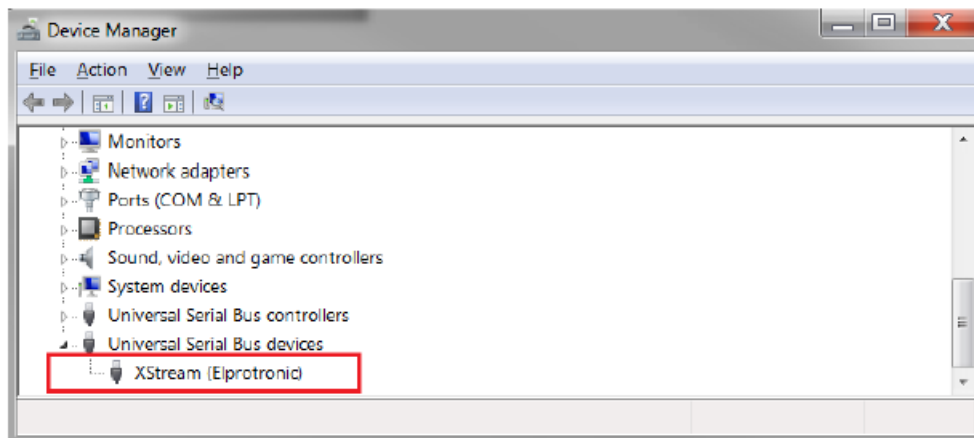 Device Manager
File Action View Help
Monitors
Network adapters
Ports (COM & LPT)
Processors
Sound, video and game controllers
System devices
Universal Serial Bus controllers
Universal Serial Bus devices
XStream (Elprotronic)